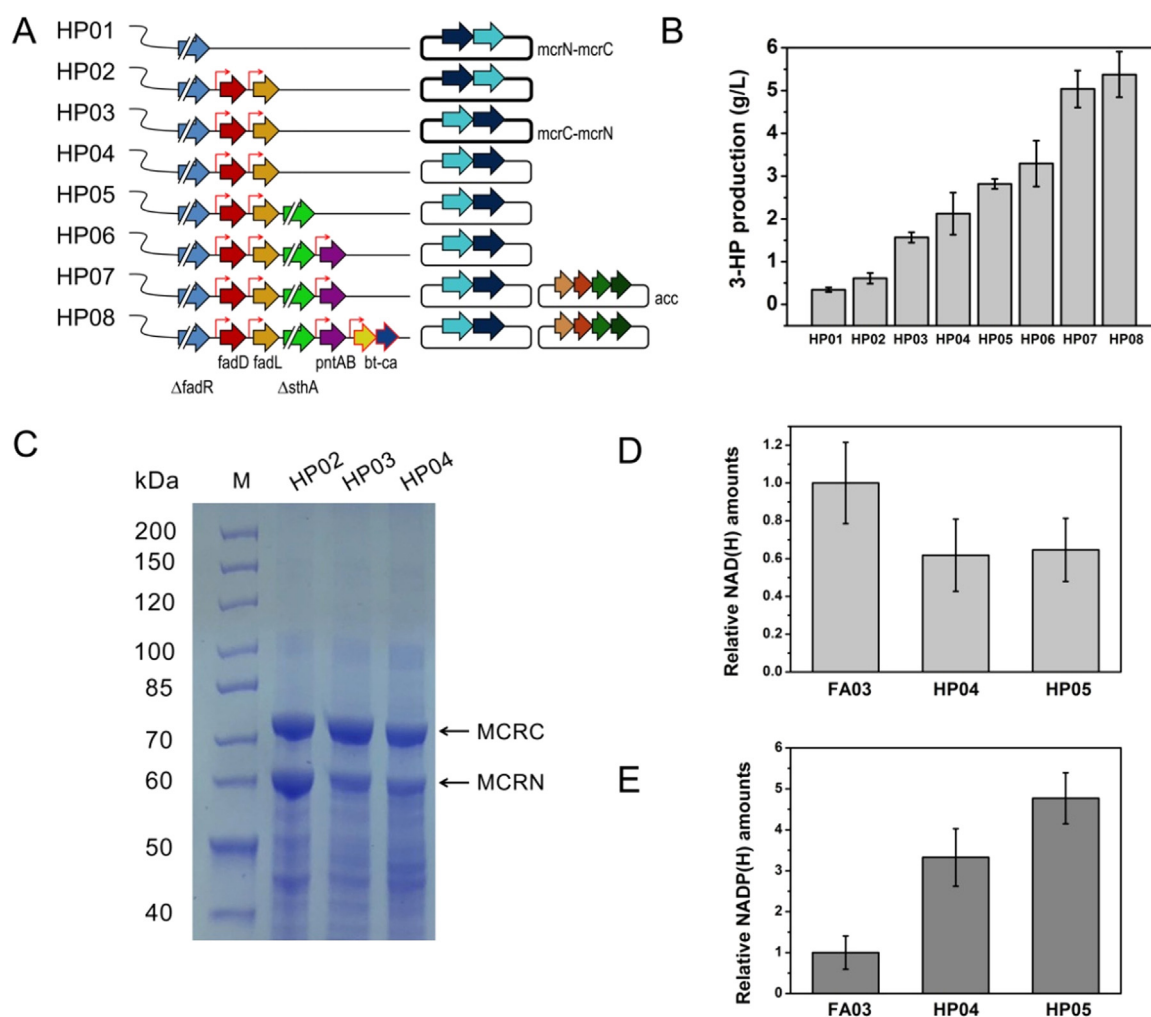 A
HP01
mcrN-mcrC
HP02
HP03
mcrC-mcrN
HP04
HP05
HP06
HP07
acc
HP08
fadD fadL pntAB bt-ca
ΔfadR ΔsthA
B
3-HP production (g/L)
6
5
4
3
2
1
0
HP01 HP02 HP03 HP04 HP05 HP06 HP07 HP08
C
kDa M HP02 HP03 HP04
200
150
120
100
85
70
60
50
40
MCRC
MCRN
D
Relative NAD(H) amounts
1.2
1.0
0.8
0.6
0.4
0.2
0.0
FA03 HP04 HP05
E
Relative NADP(H) amounts
6
5
4
3
2
1
0
FA03 HP04 HP05